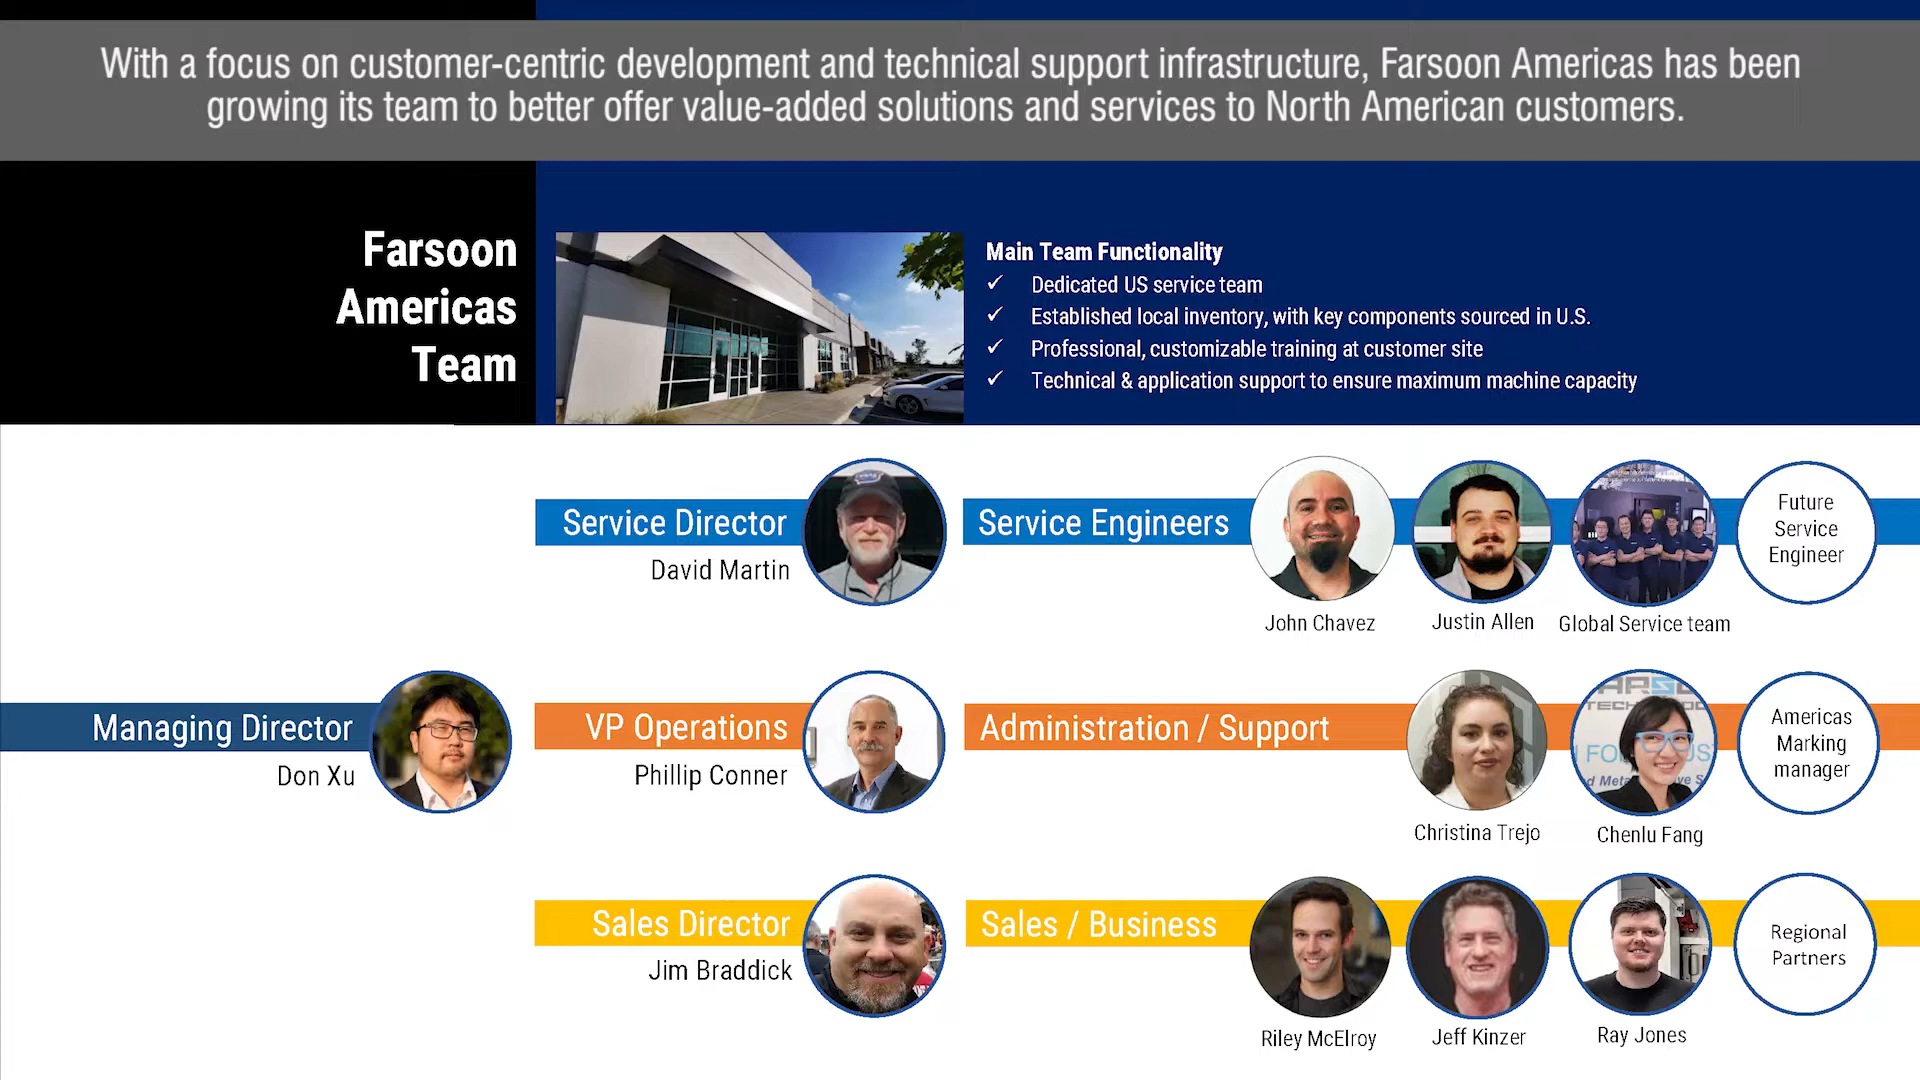 With a focus on customer-centric development and technical support infrastructure, Farsoon Americas has been
growing its team to better offer value-added solutions and services to North American customers.
Farsoon
Americas
Team
Main Team Functionality
✓ Dedicated US service team
✓ Established local inventory, with key components sourced in U.S.
✓ Professional, customizable training at customer site
✓ Technical & application support to ensure maximum machine capacity
Service Director
David Martin
Service Engineers
John Chavez
Justin Allen
Global Service team
Future
Service
Engineer
Managing Director
Don Xu
VP Operations
Phillip Conner
Administration / Support
Christina Trejo
Chenlu Fang
Americas
Marking
manager
Sales Director
Jim Braddick
Sales / Business
Riley McElroy
Jeff Kinzer
Ray Jones
Regional
Partners